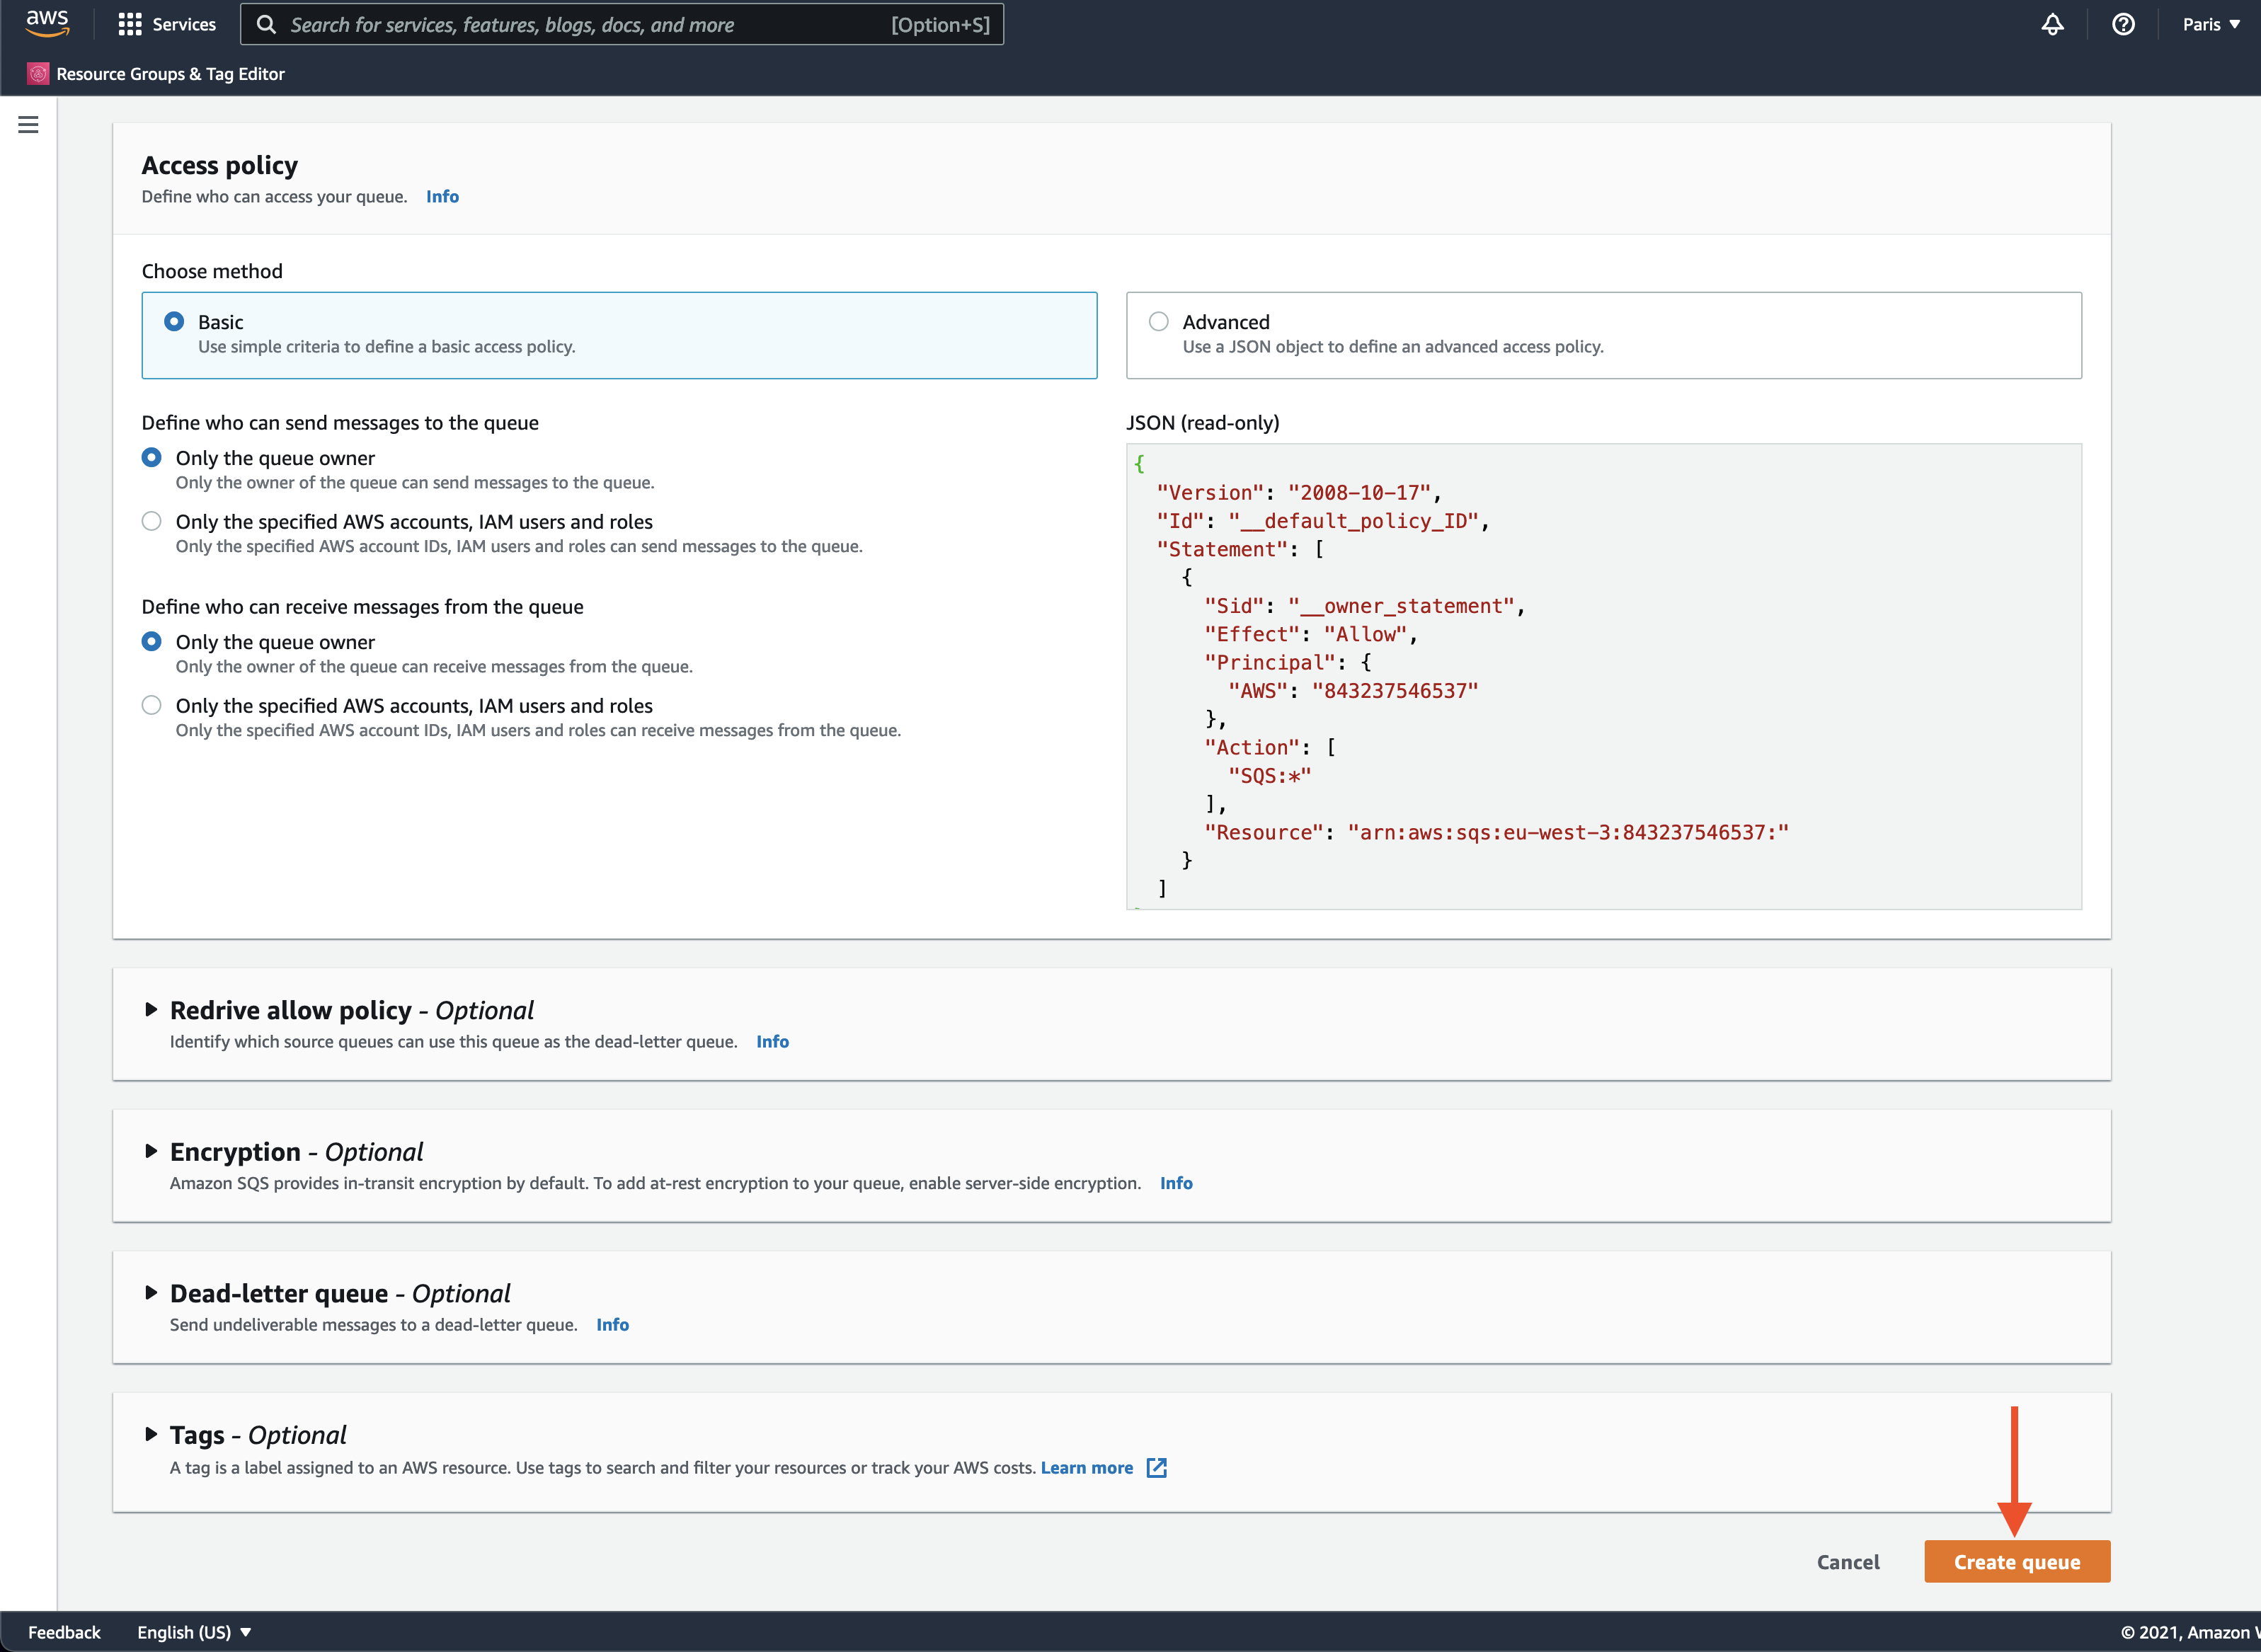 aws
Services
Search for services, features, blogs, docs, and more
[Option+S]
Paris ▼
Resource Groups & Tag Editor
Access policy
Define who can access your queue. Info
Choose method
Basic
Use simple criteria to define a basic access policy.
Advanced
Use a JSON object to define an advanced access policy.
Define who can send messages to the queue
Only the queue owner
Only the owner of the queue can send messages to the queue.
Only the specified AWS accounts, IAM users and roles
Only the specified AWS account IDs, IAM users and roles can send messages to the queue.
Define who can receive messages from the queue
Only the queue owner
Only the owner of the queue can receive messages from the queue.
Only the specified AWS accounts, IAM users and roles
Only the specified AWS account IDs, IAM users and roles can receive messages from the queue.
JSON (read-only)
{
"Version": "2008-10-17",
"Id": "__default_policy_ID",
"Statement": [
{
"Sid": "__owner_statement",
"Effect": "Allow",
"Principal": {
"AWS": "843237546537"
},
"Action": [
"SQS:*"
],
"Resource": "arn:aws:sqs:eu-west-3:843237546537:"
}
]
Redrive allow policy - Optional
Identify which source queues can use this queue as the dead-letter queue. Info
Encryption - Optional
Amazon SQS provides in-transit encryption by default. To add at-rest encryption to your queue, enable server-side encryption. Info
Dead-letter queue - Optional
Send undeliverable messages to a dead-letter queue. Info
Tags - Optional
A tag is a label assigned to an AWS resource. Use tags to search and filter your resources or track your AWS costs. Learn more
Cancel
Create queue
Feedback
English (US) ▼
© 2021, Amazon